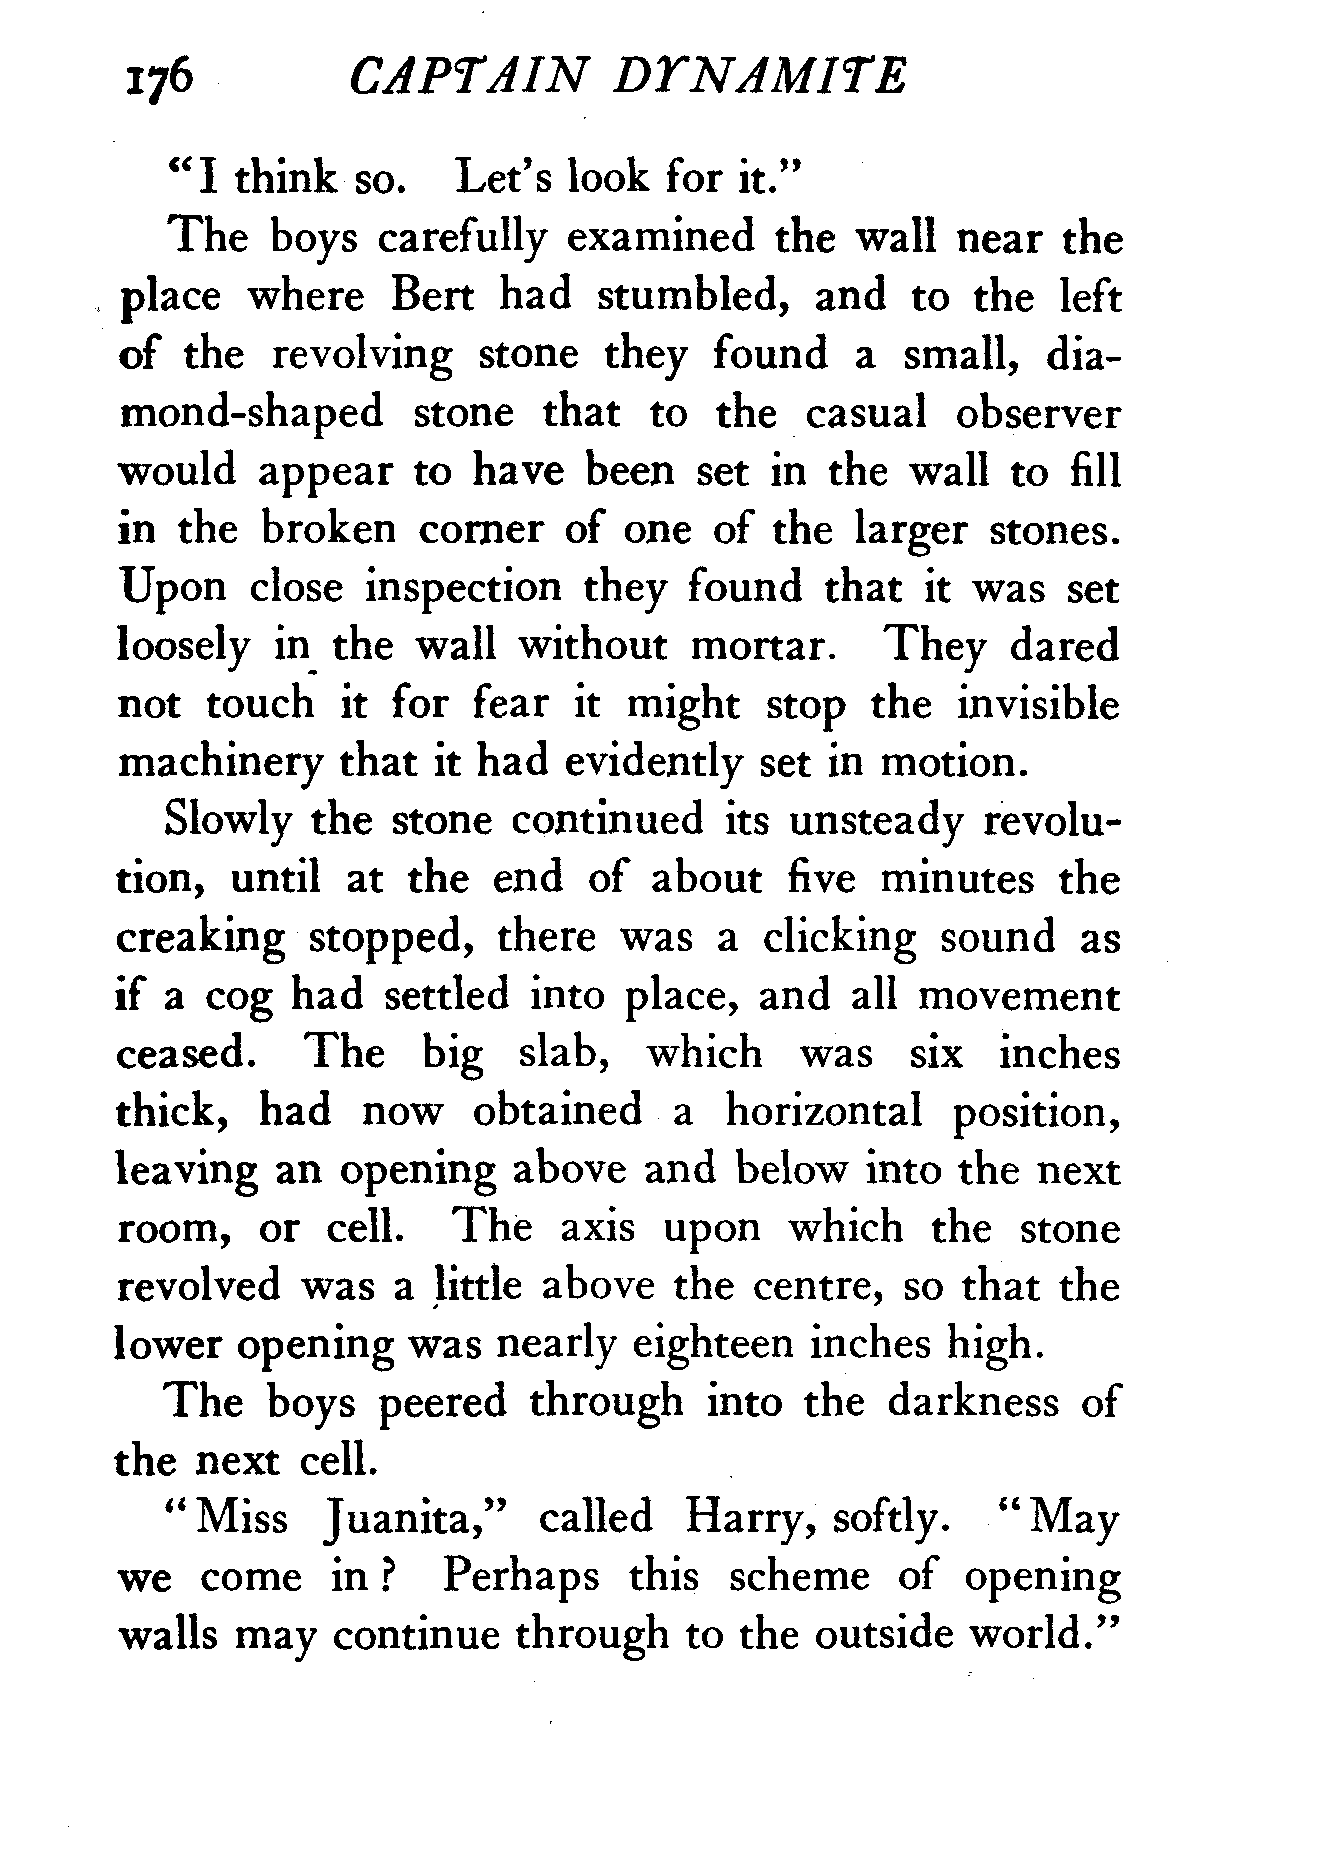 176 CAPTAIN DYNAMITE
“I think so. Let's look for it.”
The boys carefully examined the wall near the
place where Bert had stumbled, and to the left
of the revolving stone they found a small, dia-
mond-shaped stone that to the casual observer
would appear to have been set in the wall to fill
in the broken corner of one of the larger stones.
Upon close inspection they found that it was set
loosely in the wall without mortar. They dared
not touch it for fear it might stop the invisible
machinery that it had evidently set in motion.
Slowly the stone continued its unsteady revolu-
tion, until at the end of about five minutes the
creaking stopped, there was a clicking sound as
if a cog had settled into place, and all movement
ceased. The big slab, which was six inches
thick, had now obtained a horizontal position,
leaving an opening above and below into the next
room, or cell. The axis upon which the stone
revolved was a little above the centre, so that the
lower opening was nearly eighteen inches high.
The boys peered through into the darkness of
the next cell.
“Miss Juanita,” called Harry, softly. “May
we come in? Perhaps this scheme of opening
walls may continue through to the outside world.”